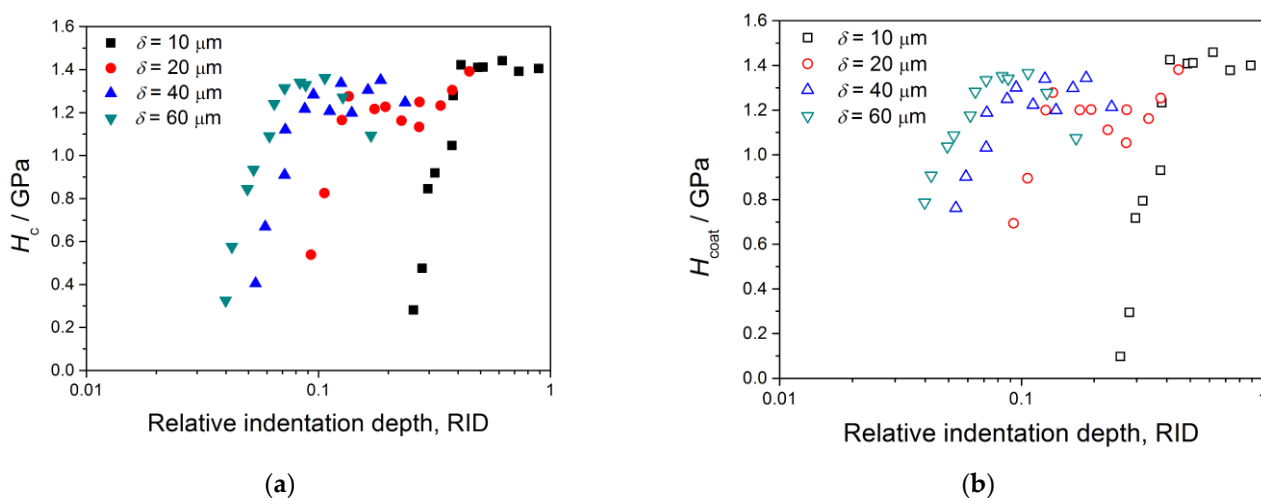 1.6
1.4
1.2
1.0
0.8
0.6
0.4
0.2
0.0
H_c / GPa
δ = 10 μm
δ = 20 μm
δ = 40 μm
δ = 60 μm
0.01
0.1
1
Relative indentation depth, RID
(a)
1.6
1.4
1.2
1.0
0.8
0.6
0.4
0.2
0.0
H_coat / GPa
δ = 10 μm
δ = 20 μm
δ = 40 μm
δ = 60 μm
0.01
0.1
1
Relative indentation depth, RID
(b)